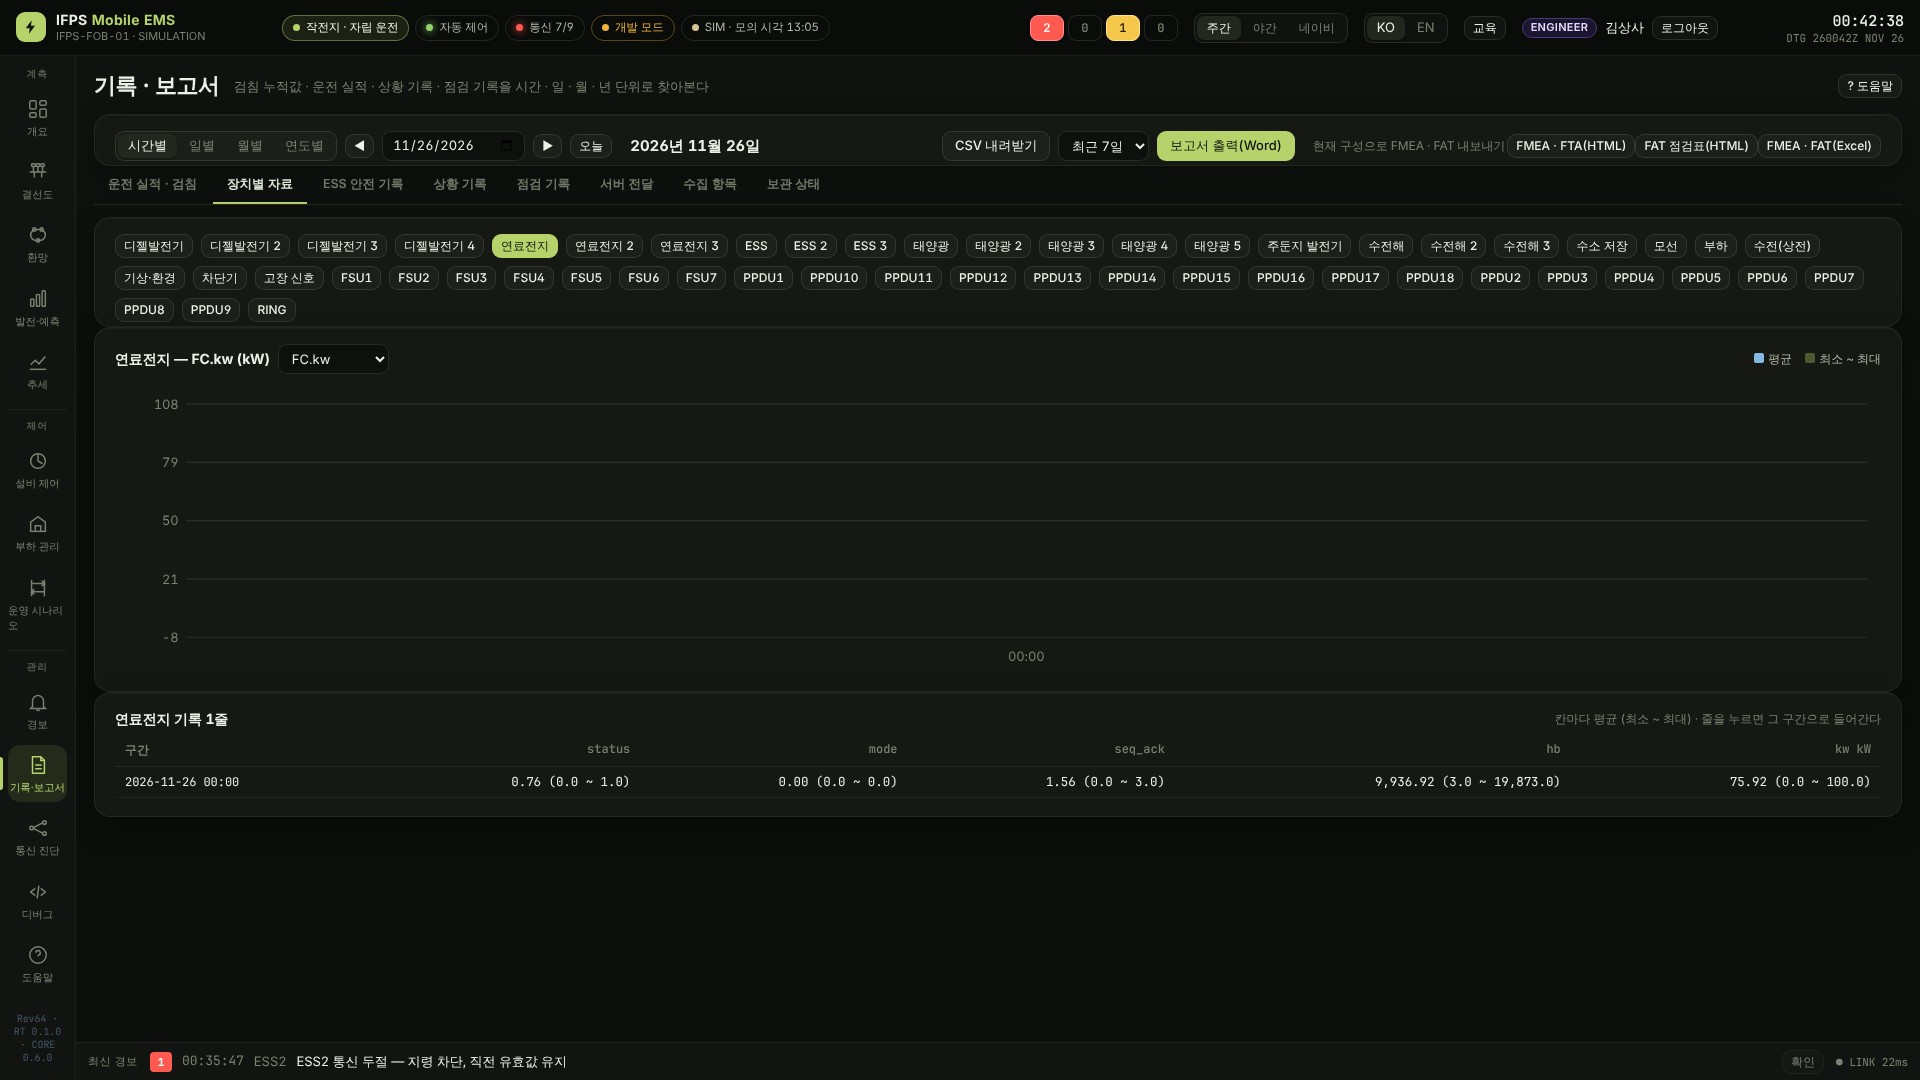 IFPS Mobile EMS
IFPS-FOB-01 · SIMULATION
작전지 · 자립 운전
자동 제어
통신 7/9
개발 모드
SIM · 모의 시각 13:05
2 0 1 0
주간 야간 네이비
KO EN
교육
ENGINEER 김상사 로그아웃
00:42:38
DTG 260042Z NOV 26
계측
개요
결선도
환망
발전·예측
추세
제어
설비 제어
부하 관리
운영 시나리
오
관리
경보
기록·보고서
통신 진단
디버그
도움말
Rev64 ·
RT 0.1.0
· CORE
0.6.0
기록 · 보고서 검침 누적값 · 운전 실적 · 상황 기록 · 점검 기록을 시간 · 일 · 월 · 년 단위로 찾아본다
? 도움말
시간별 일별 월별 연도별 ◀ 11/26/2026 ▶ 오늘 2026년 11월 26일 CSV 내려받기 최근 7일 보고서 출력(Word) 현재 구성으로 FMEA · FAT 내보내기 FMEA · FTA(HTML) FAT 점검표(HTML) FMEA · FAT(Excel)
운전 실적 · 검침 장치별 자료 ESS 안전 기록 상황 기록 점검 기록 서버 전달 수집 항목 보관 상태
디젤발전기 디젤발전기 2 디젤발전기 3 디젤발전기 4 연료전지 연료전지 2 연료전지 3 ESS ESS 2 ESS 3 태양광 태양광 2 태양광 3 태양광 4 태양광 5 주둔지 발전기 수전해 수전해 2 수전해 3 수소 저장 모선 부하 수전(상전)
기상·환경 차단기 고장 신호 FSU1 FSU2 FSU3 FSU4 FSU5 FSU6 FSU7 PPDU1 PPDU10 PPDU11 PPDU12 PPDU13 PPDU14 PPDU15 PPDU16 PPDU17 PPDU18 PPDU2 PPDU3 PPDU4 PPDU5 PPDU6 PPDU7
PPDU8 PPDU9 RING
연료전지 — FC.kw (kW) FC.kw
평균 최소 ~ 최대
108
79
50
21
-8
00:00
연료전지 기록 1줄
칸마다 평균 (최소 ~ 최대) · 줄을 누르면 그 구간으로 들어간다
구간 status mode seq_ack hb kw kW
2026-11-26 00:00 0.76 (0.0 ~ 1.0) 0.00 (0.0 ~ 0.0) 1.56 (0.0 ~ 3.0) 9,936.92 (3.0 ~ 19,873.0) 75.92 (0.0 ~ 100.0)
최신 경보 1 00:35:47 ESS2 ESS2 통신 두절 — 지령 차단, 직전 유효값 유지
확인 LINK 22ms